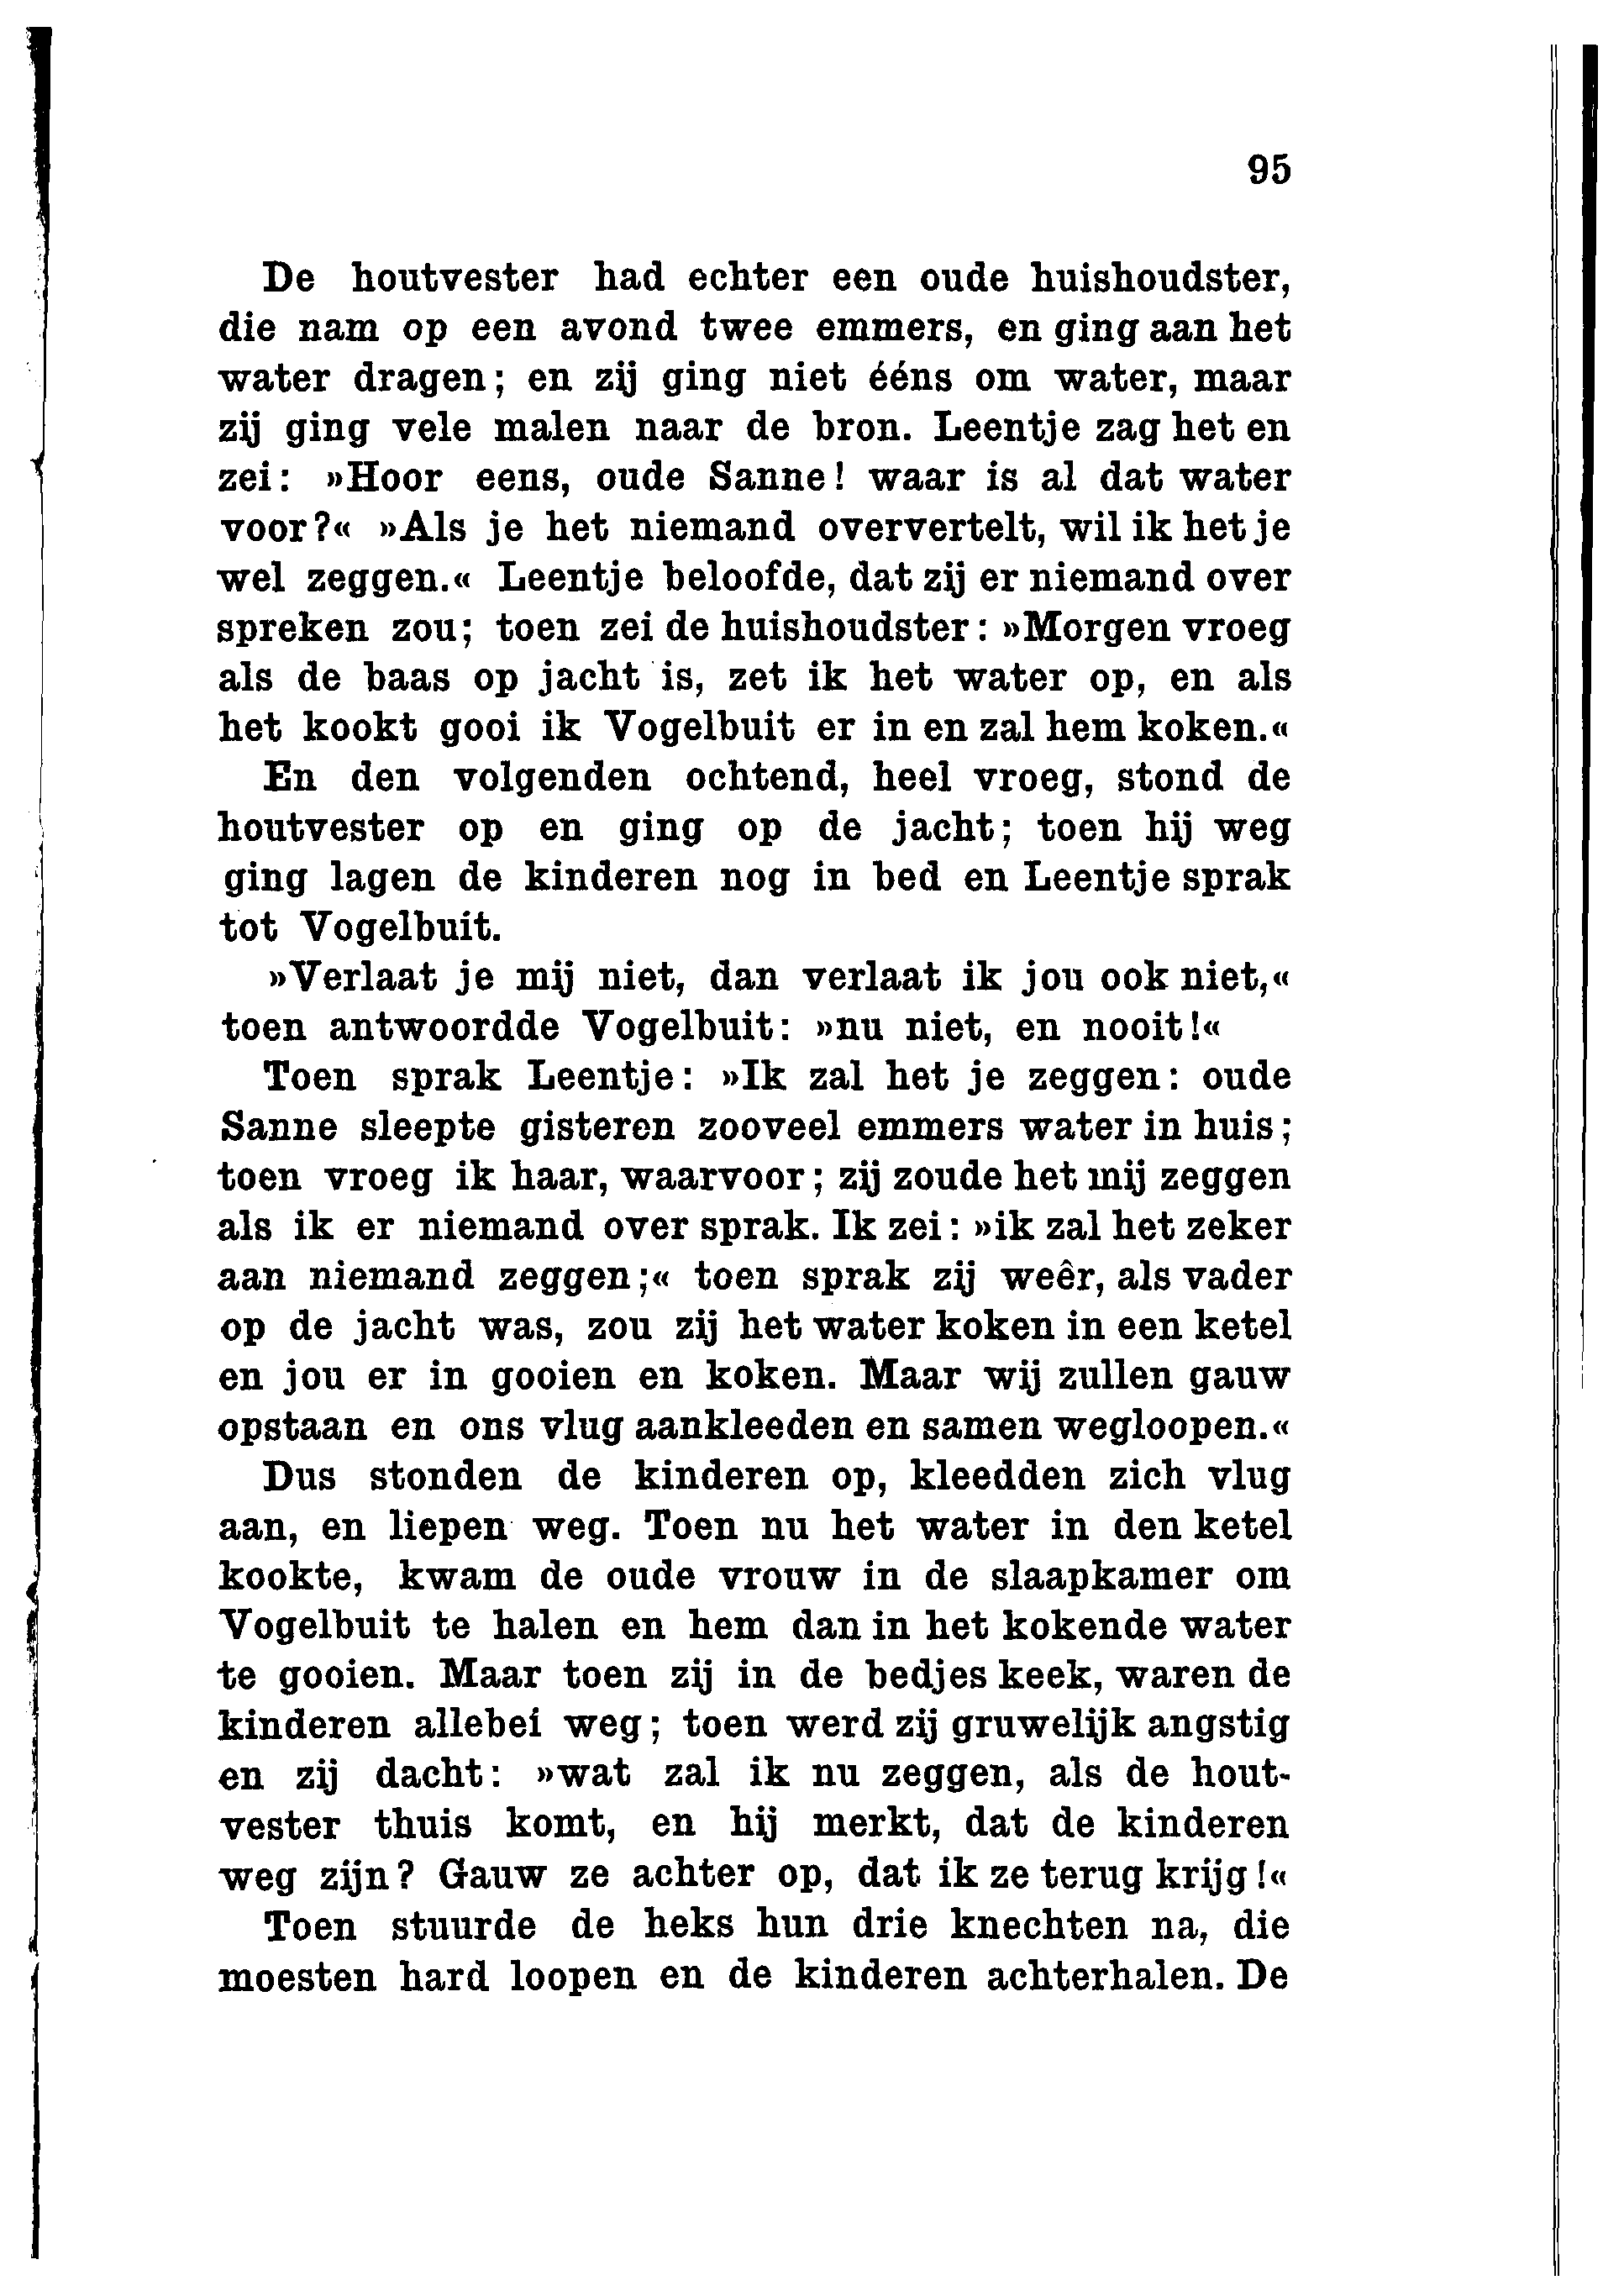 95
De houtvester had echter een oude huishoudster,
die nam op een avond twee emmers, en ging aan het
water dragen; en zij ging niet ééns om water, maar
zij ging vele malen naar de bron. Leentje zag het en
zei: »Hoor eens, oude Sanne! waar is al dat water
voor?« »Als je het niemand oververtelt, wil ik het je
wel zeggen.« Leentje beloofde, dat zij er niemand over
spreken zou; toen zei de huishoudster: »Morgen vroeg
als de baas op jacht is, zet ik het water op, en als
het kookt gooi ik Vogelbuit er in en zal hem koken.«
En den volgenden ochtend, heel vroeg, stond de
houtvester op en ging op de jacht; toen hij weg
ging lagen de kinderen nog in bed en Leentje sprak
tot Vogelbuit.
»Verlaat je mij niet, dan verlaat ik jou ook niet,«
toen antwoordde Vogelbuit: »nu niet, en nooit!«
Toen sprak Leentje: »Ik zal het je zeggen: oude
Sanne sleepte gisteren zooveel emmers water in huis;
toen vroeg ik haar, waarvoor; zij zoude het mij zeggen
als ik er niemand over sprak. Ik zei: »ik zal het zeker
aan niemand zeggen;« toen sprak zij weêr, als vader
op de jacht was, zou zij het water koken in een ketel
en jou er in gooien en koken. Maar wij zullen gauw
opstaan en ons vlug aankleeden en samen wegloopen.«
Dus stonden de kinderen op, kleedden zich vlug
aan, en liepen weg. Toen nu het water in den ketel
kookte, kwam de oude vrouw in de slaapkamer om
Vogelbuit te halen en hem dan in het kokende water
te gooien. Maar toen zij in de bedjes keek, waren de
kinderen allebei weg; toen werd zij gruwelijk angstig
en zij dacht: »wat zal ik nu zeggen, als de hout-
vester thuis komt, en hij merkt, dat de kinderen
weg zijn? Gauw ze achter op, dat ik ze terug krijg!«
Toen stuurde de heks hun drie knechten na, die
moesten hard loopen en de kinderen achterhalen. De